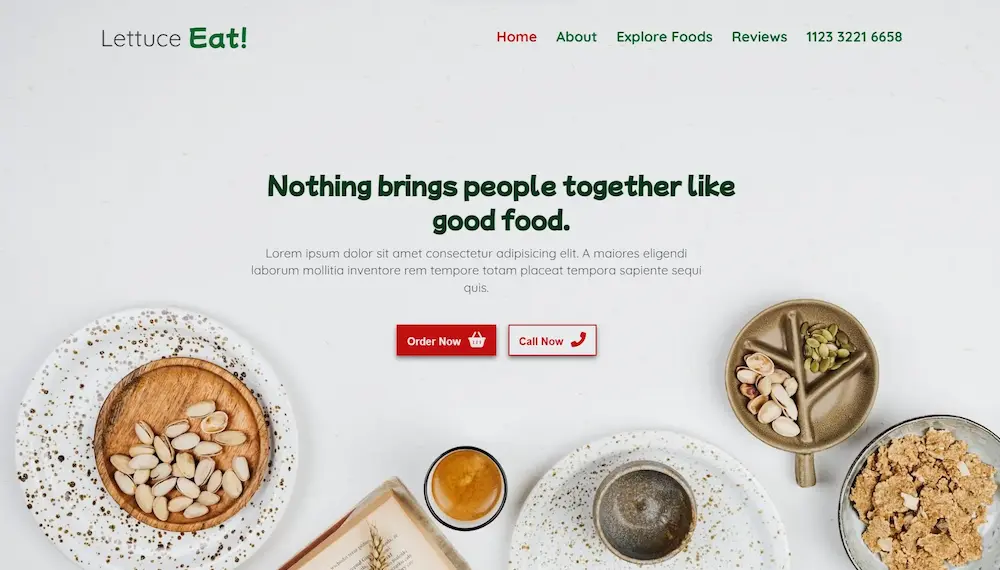 Lettuce Eat!
Home About Explore Foods Reviews 1123 3221 6658
Nothing brings people together like
good food.
Lorem ipsum dolor sit amet consectetur adipisicing elit. A maiores eligendi
laborum mollitia inventore rem tempore totam placeat tempora sapiente sequi
quis.
Order Now
Call Now